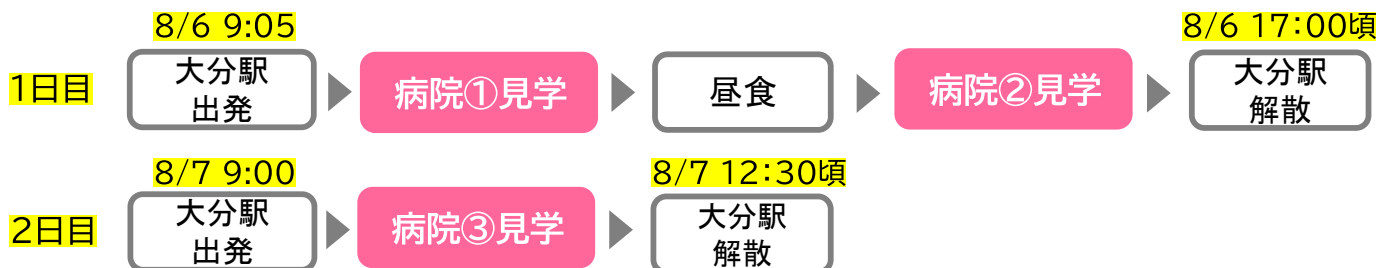 8/6 9:05
8/6 17:00頃
1日目
大分駅
出発
病院①見学
昼食
病院②見学
大分駅
解散
8/7 9:00
8/7 12:30頃
2日目
大分駅
出発
病院③見学
大分駅
解散